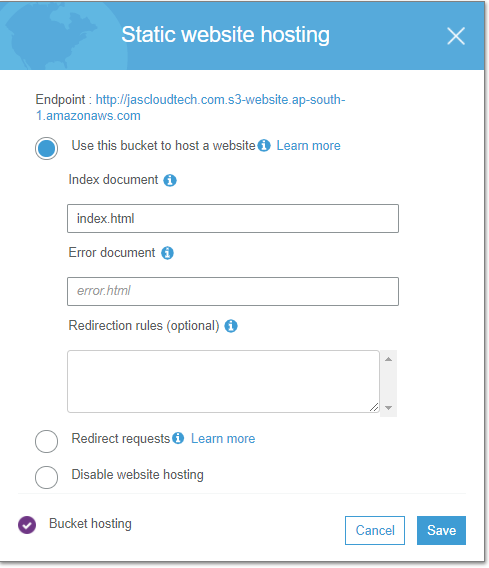 Static website hosting
Endpoint : http://jascloudtech.com.s3-website.ap-south-
1.amazonaws.com
Use this bucket to host a website Learn more
Index document
index.html
Error document
error.html
Redirection rules (optional)
Redirect requests Learn more
Disable website hosting
Bucket hosting
Cancel Save